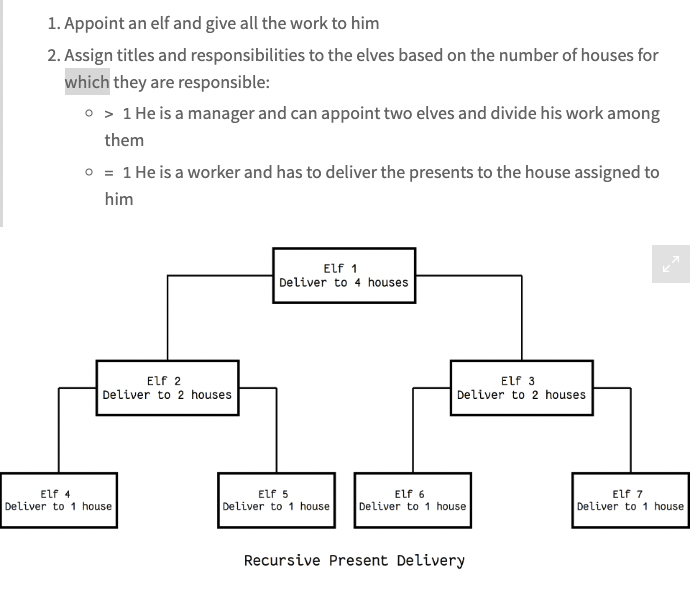 1. Appoint an elf and give all the work to him
2. Assign titles and responsibilities to the elves based on the number of houses for
which they are responsible:
> 1 He is a manager and can appoint two elves and divide his work among
them
= 1 He is a worker and has to deliver the presents to the house assigned to
him
Elf 1
Deliver to 4 houses
Elf 2
Deliver to 2 houses
Elf 3
Deliver to 2 houses
Elf 4
Deliver to 1 house
Elf 5
Deliver to 1 house
Elf 6
Deliver to 1 house
Elf 7
Deliver to 1 house
Recursive Present Delivery